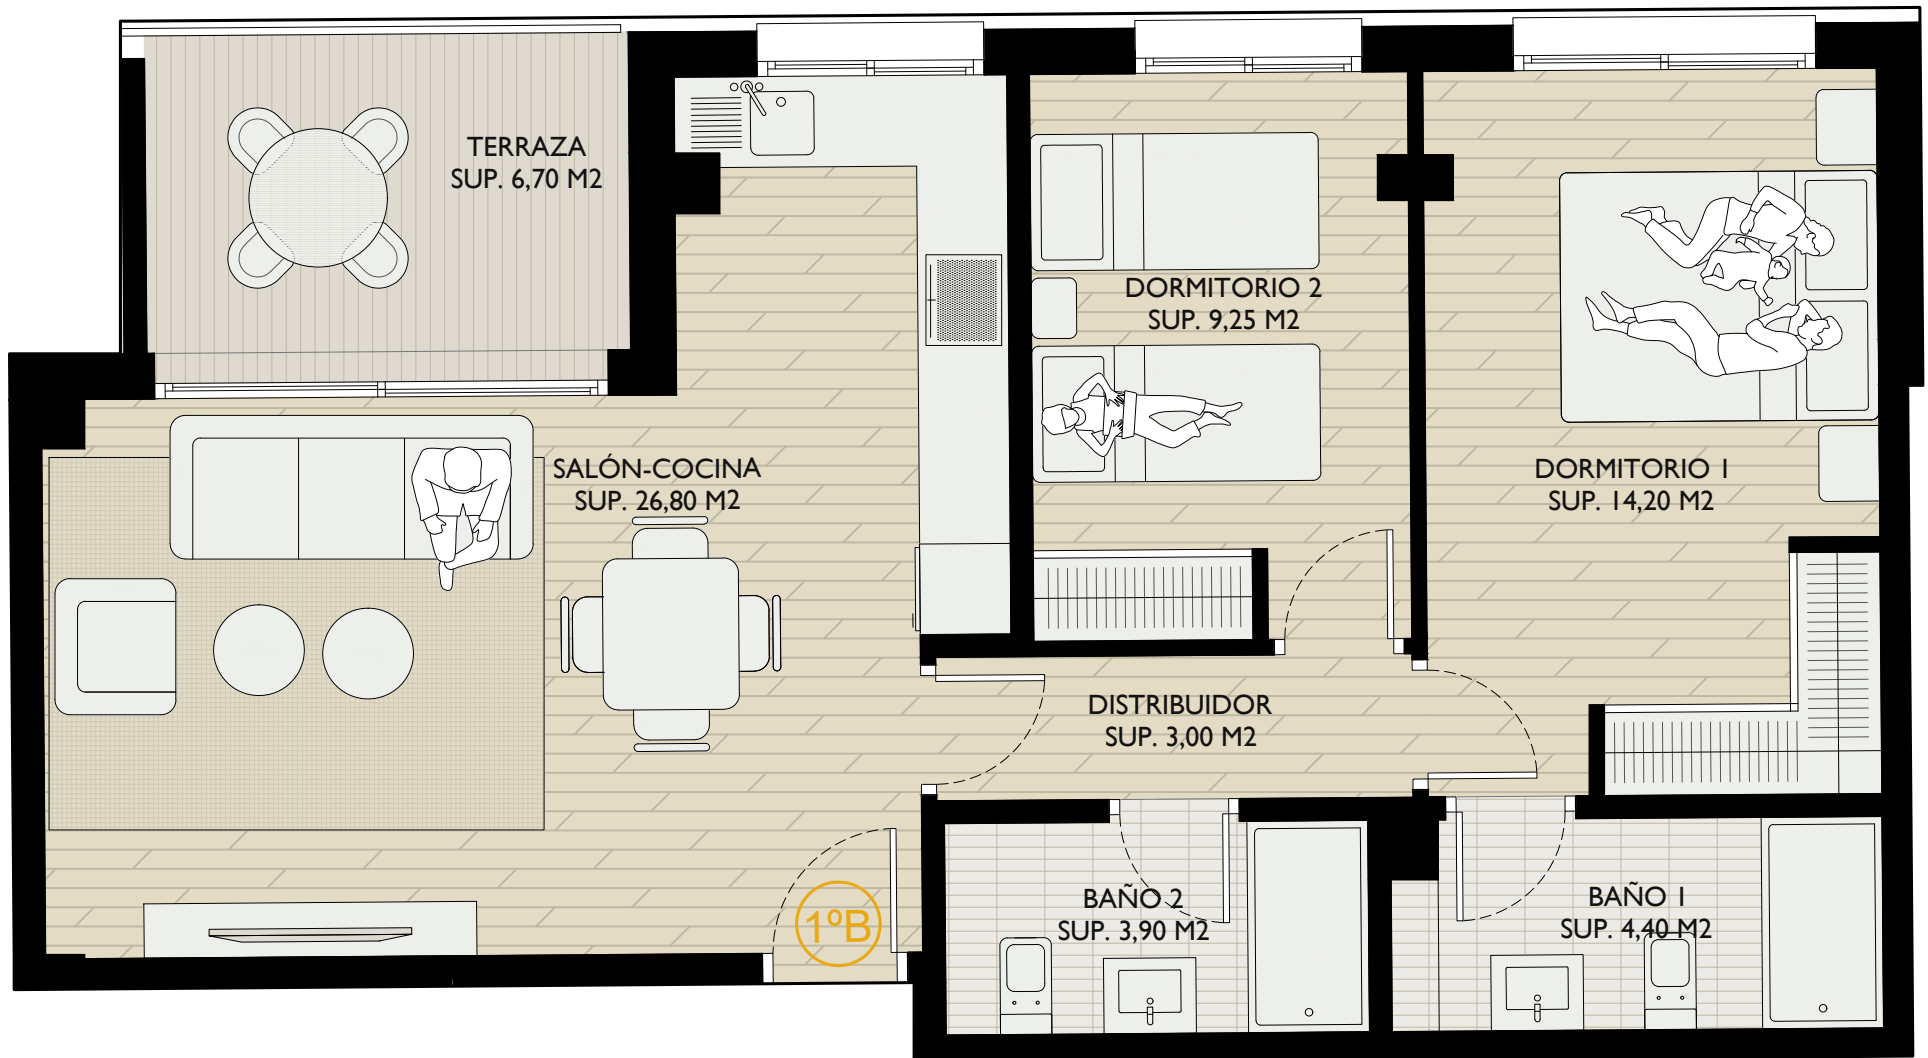 TERRAZA
SUP. 6,70 M2
DORMITORIO 2
SUP. 9,25 M2
SALÓN-COCINA
SUP. 26,80 M2
DORMITORIO 1
SUP. 14,20 M2
DISTRIBUIDOR
SUP. 3,00 M2
BAÑO 2
SUP. 3,90 M2
BAÑO 1
SUP. 4,40 M2
1ºB